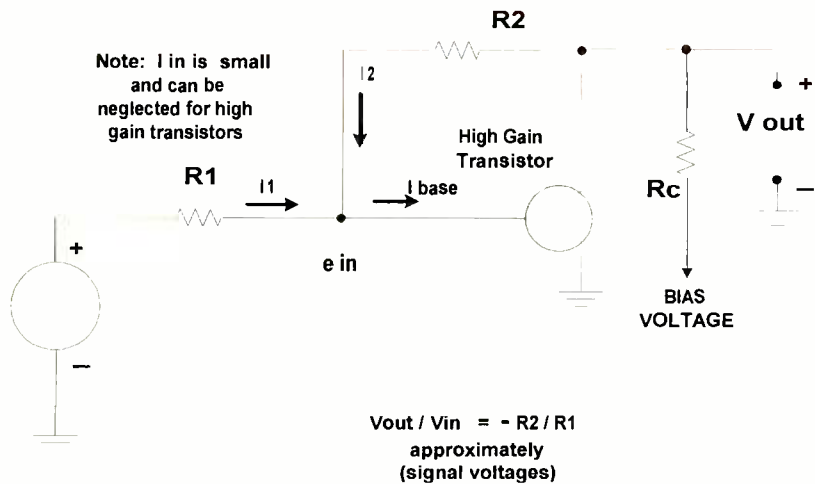 R2
Note: I in is small
and can be
neglected for high
gain transistors
I2
+
V out
High Gain
Transistor
R1
I1
I base
Rc
−
+
e in
BIAS
VOLTAGE
−
Vout / Vin = - R2 / R1
approximately
(signal voltages)